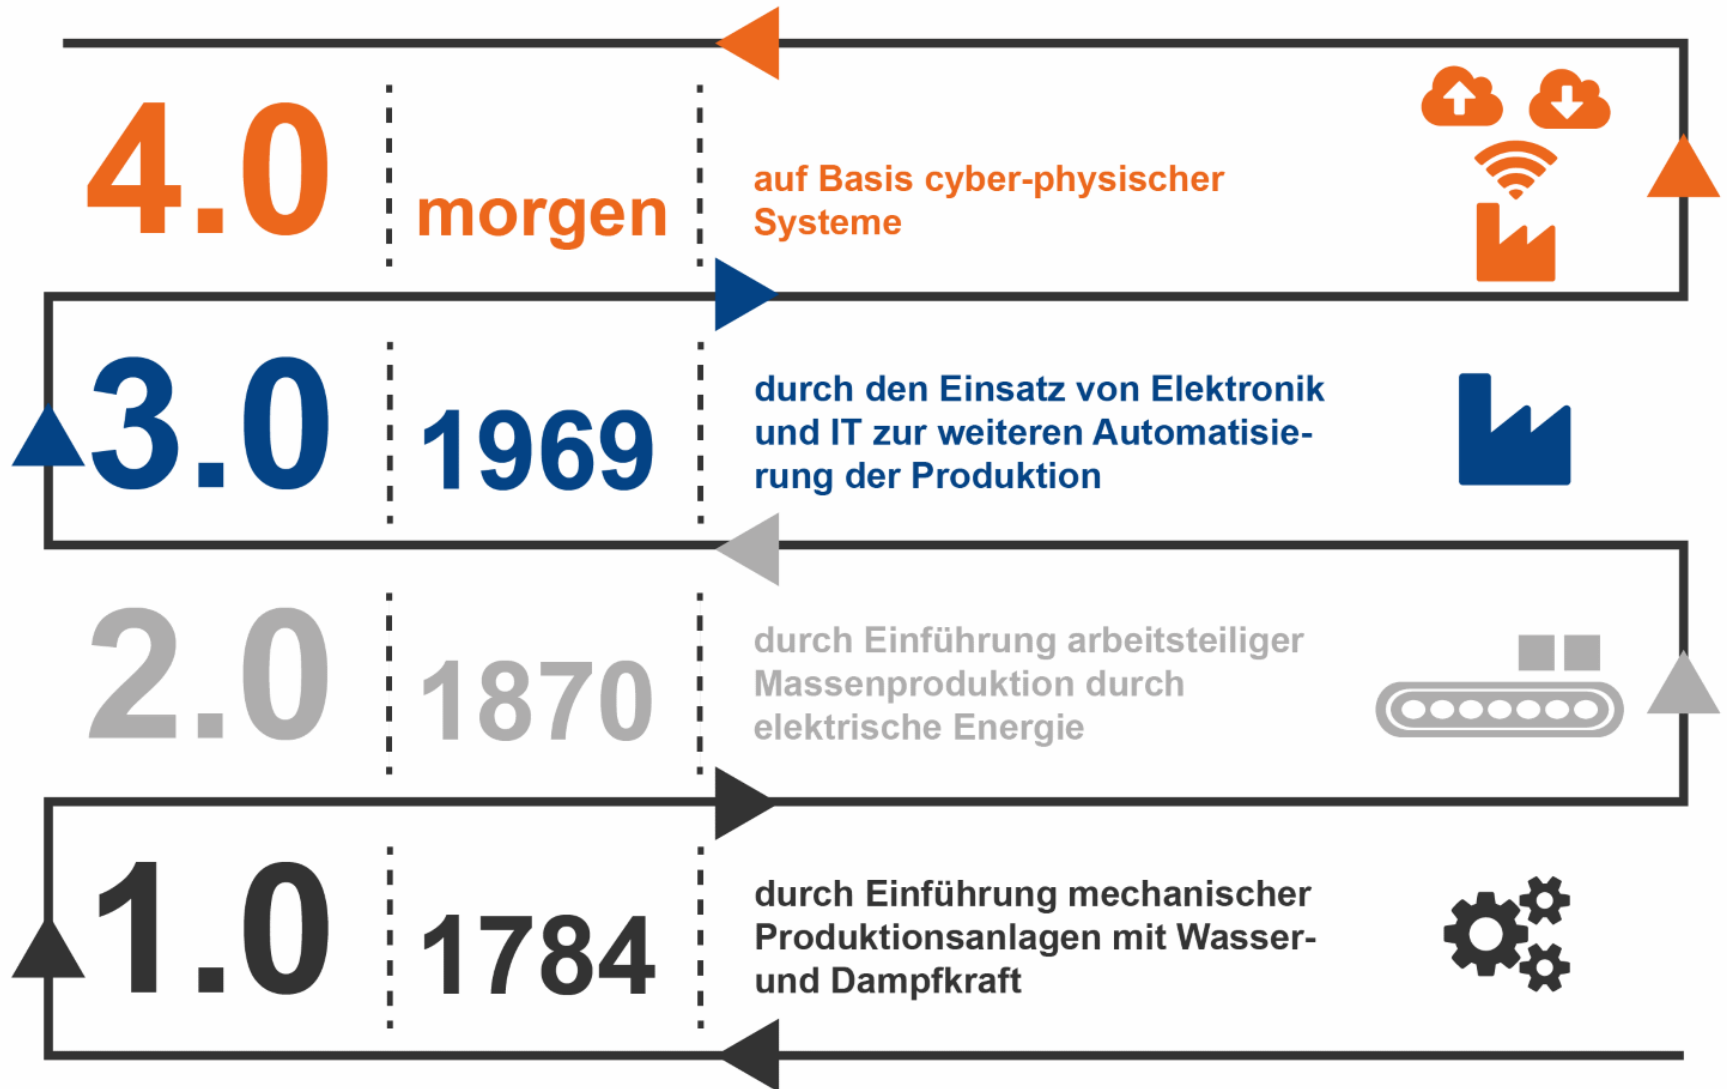 4.0
morgen
auf Basis cyber-physischer
Systeme
3.0
1969
durch den Einsatz von Elektronik
und IT zur weiteren Automatisie-
rung der Produktion
2.0
1870
durch Einführung arbeitsteiliger
Massenproduktion durch
elektrische Energie
1.0
1784
durch Einführung mechanischer
Produktionsanlagen mit Wasser-
und Dampfkraft